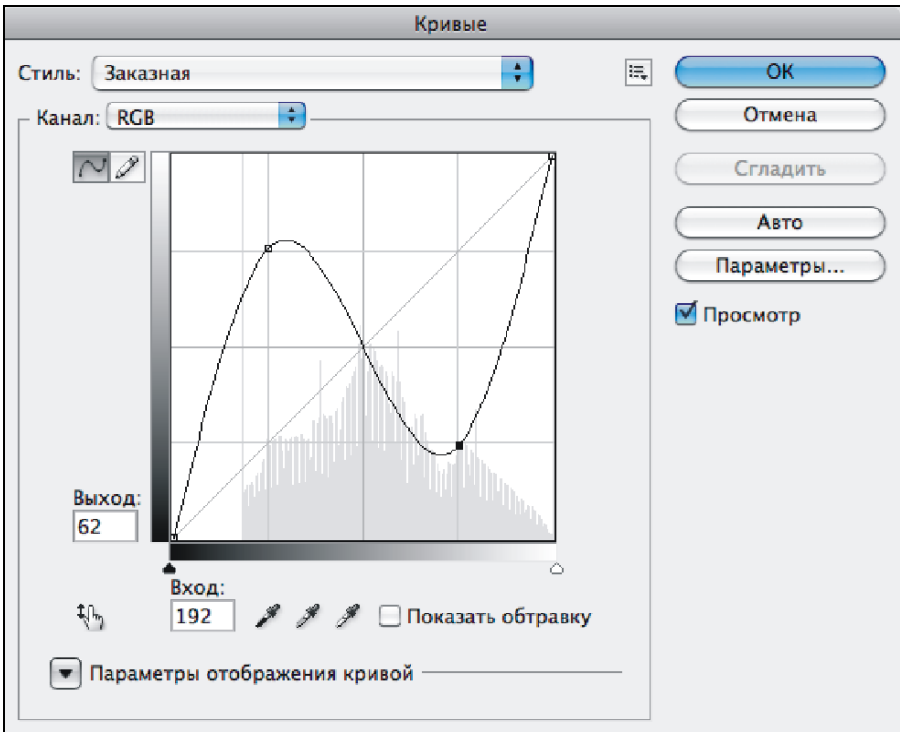 Кривые
Стиль: Заказная
OK
Канал: RGB
Отмена
Сгладить
Авто
Параметры...
Просмотр
Выход:
62
Вход:
192
Показать обтравку
Параметры отображения кривой